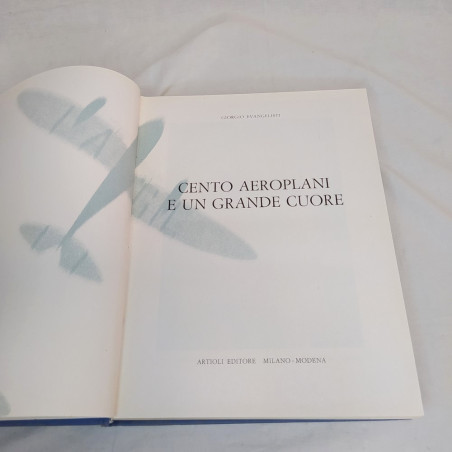 GIORGIO EVANGELISTI
CENTO AEROPLANI
E UN GRANDE CUORE
ARTIOLI EDITORE MILANO - MODENA